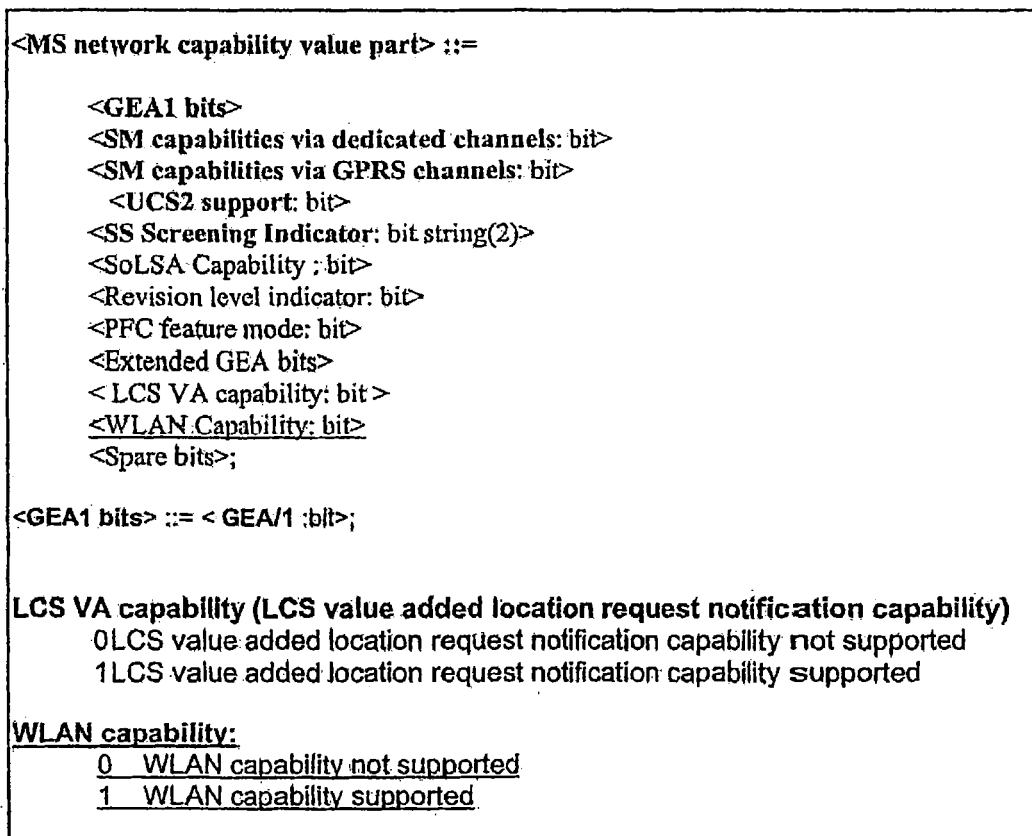 <MS network capability value part> ::=
<GEA1 bits>
<SM capabilities via dedicated channels: bit>
<SM capabilities via GPRS channels: bit>
<UCS2 support: bit>
<SS Screening Indicator: bit string(2)>
<SoLSA Capability : bit>
<Revision level indicator: bit>
<PFC feature mode: bit>
<Extended GEA bits>
< LCS VA capability: bit >
<WLAN Capability: bit>
<Spare bits>;
<GEA1 bits> ::= < GEA/1 :bit>;
LCS VA capability (LCS value added location request notification capability)
0 LCS value added location request notification capability not supported
1 LCS value added location request notification capability supported
WLAN capability:
0 WLAN capability not supported
1 WLAN capability supported